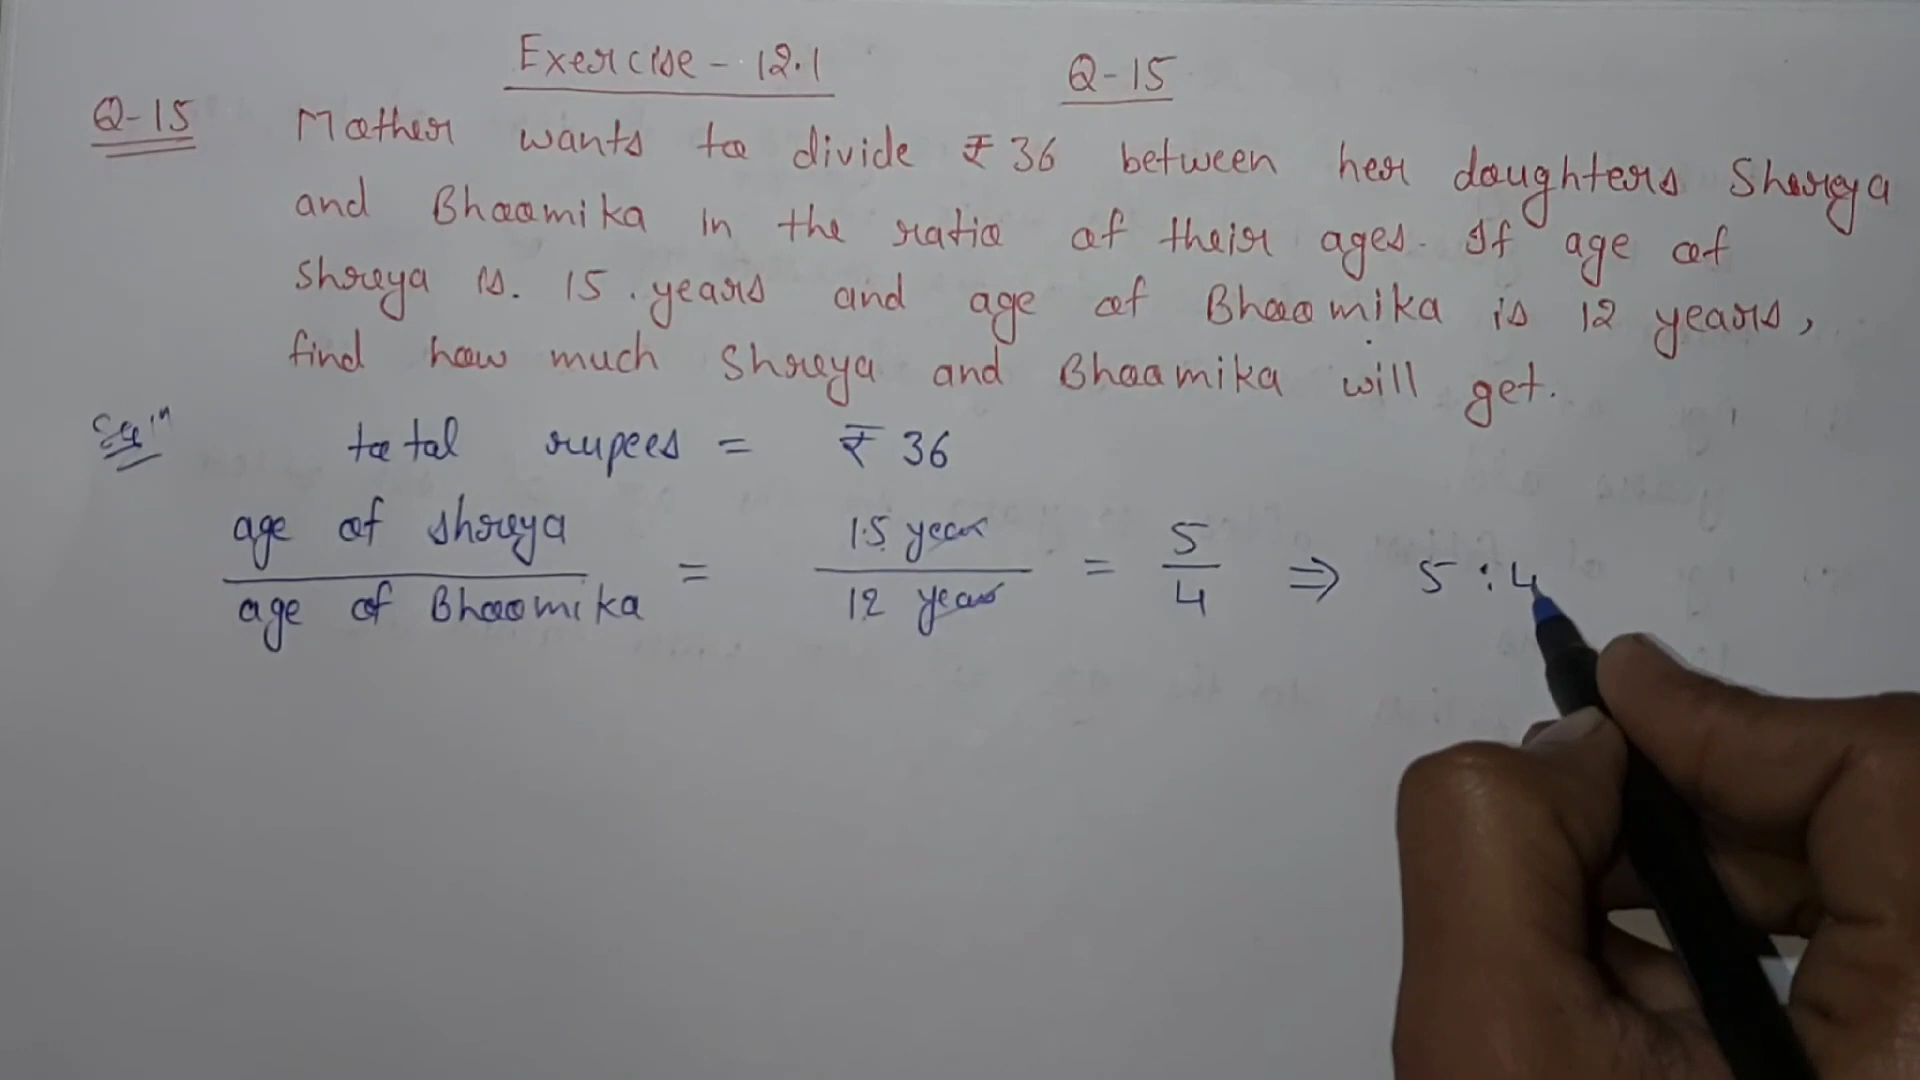 Exercise - 12.1
Q-15
Q-15 Mother wants to divide ₹ 36 between her daughters Shreya
and Bhoomika in the ratio of their ages. If age of
Shreya is. 15. years and age of Bhoomika is 12 years,
find how much Shreya and Bhoomika will get.
Solⁿ total rupees = ₹ 36
age of shreya / age of Bhoomika = 15 year / 12 year = 5/4 ⇒ 5 : 4